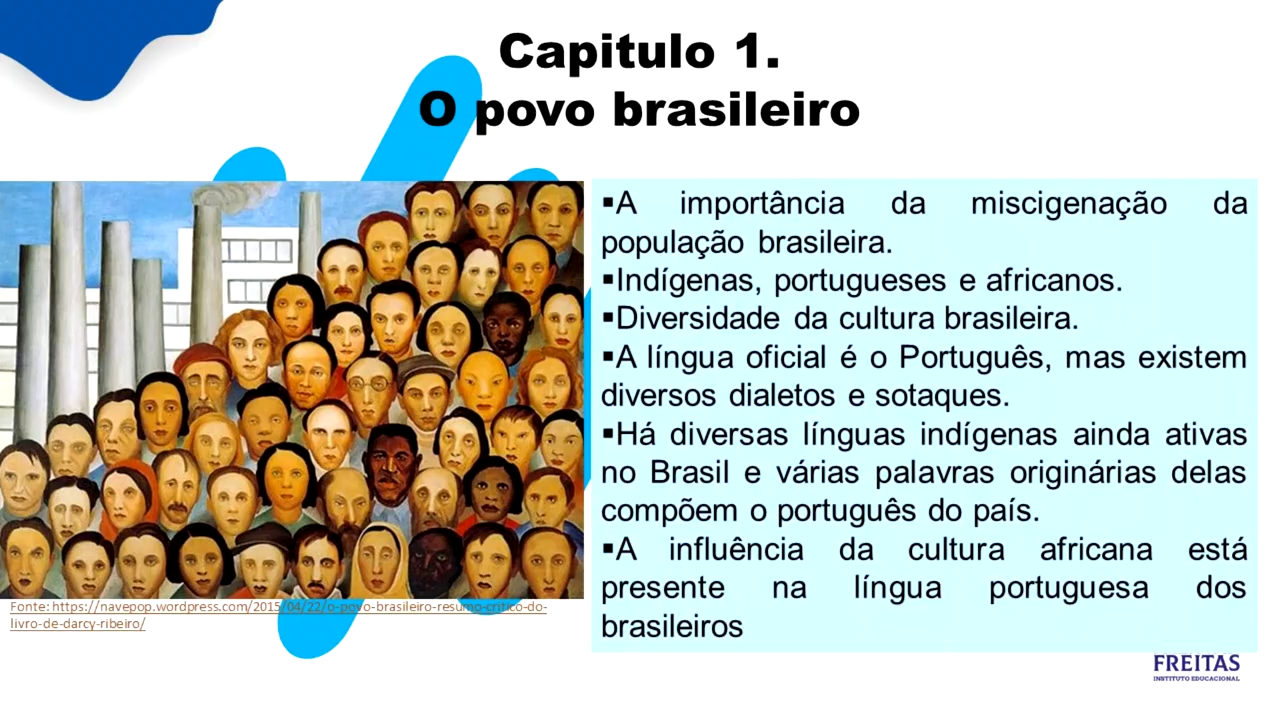 Capitulo 1.
O povo brasileiro
▪A importância da miscigenação da
população brasileira.
▪Indígenas, portugueses e africanos.
▪Diversidade da cultura brasileira.
▪A língua oficial é o Português, mas existem
diversos dialetos e sotaques.
▪Há diversas línguas indígenas ainda ativas
no Brasil e várias palavras originárias delas
compõem o português do país.
▪A influência da cultura africana está
presente na língua portuguesa dos
brasileiros
Fonte: https://navepop.wordpress.com/2015/04/22/o-povo-brasileiro-resumo-critico-do-
livro-de-darcy-ribeiro/
FREITAS
INSTITUTO EDUCACIONAL